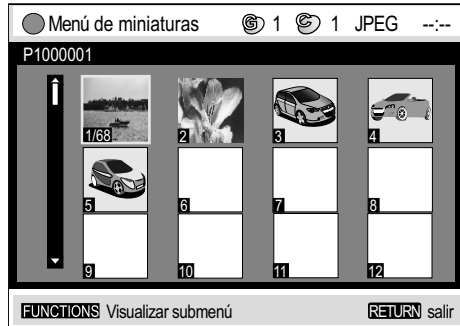 Menú de miniaturas G 1 C 1 JPEG --:--
P1000001
1/68 2 3 4
5 6 7 8
9 10 11 12
FUNCTIONS Visualizar submenú RETURN salir